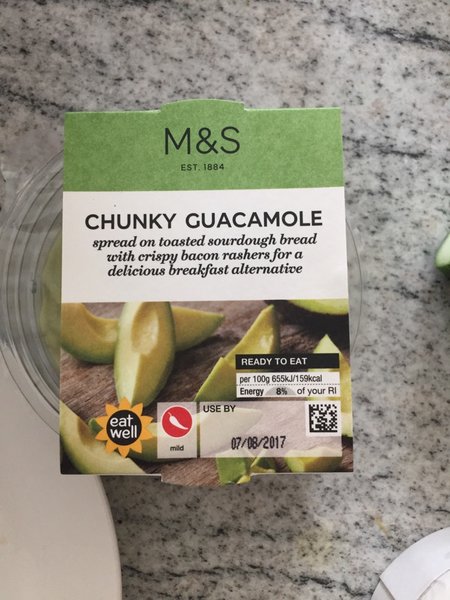 M&S
EST. 1884
CHUNKY GUACAMOLE
spread on toasted sourdough bread
with crispy bacon rashers for a
delicious breakfast alternative
READY TO EAT
per 100g 655kJ/159kcal
Energy 8% of your RI
eat
well
mild
USE BY
07/08/2017